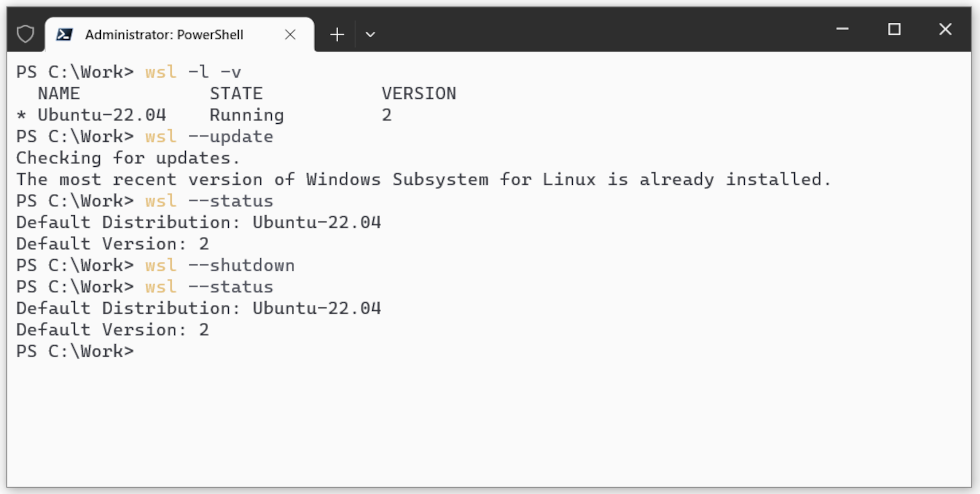 Administrator: PowerShell
PS C:\Work> wsl -l -v
  NAME            STATE           VERSION
* Ubuntu-22.04    Running         2
PS C:\Work> wsl --update
Checking for updates.
The most recent version of Windows Subsystem for Linux is already installed.
PS C:\Work> wsl --status
Default Distribution: Ubuntu-22.04
Default Version: 2
PS C:\Work> wsl --shutdown
PS C:\Work> wsl --status
Default Distribution: Ubuntu-22.04
Default Version: 2
PS C:\Work>